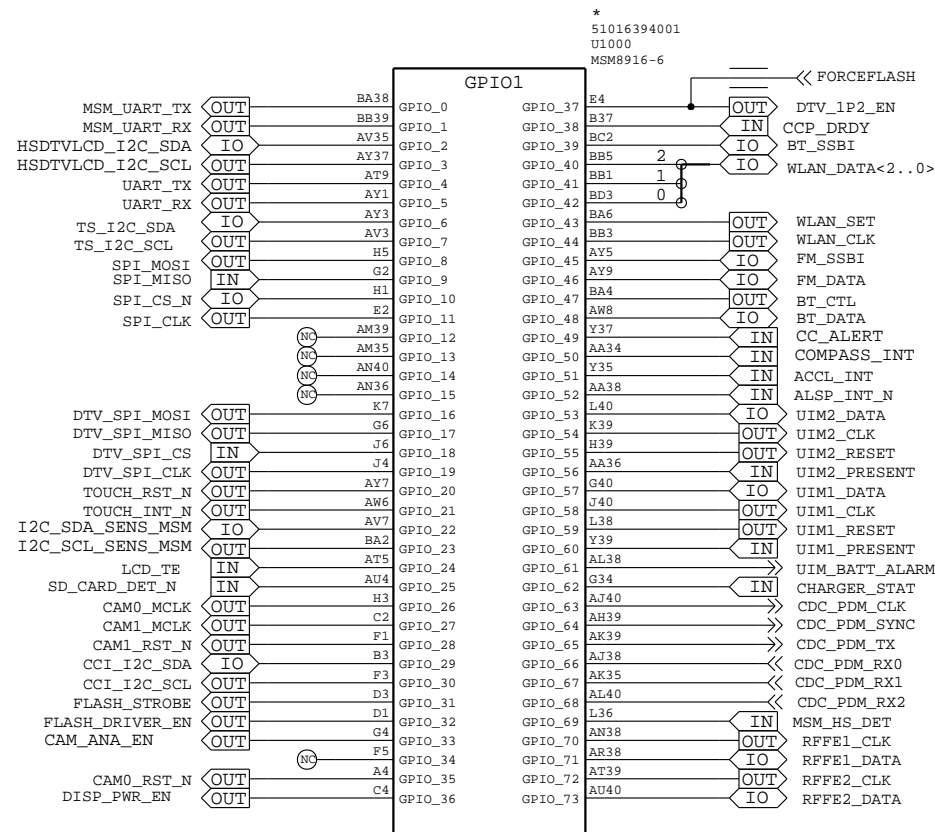 *
51016394001
U1000
MSM8916-6
GPIO1
FORCEFLASH
MSM_UART_TX OUT BA38 GPIO_0
MSM_UART_RX OUT BB39 GPIO_1
HSDTVLCD_I2C_SDA IO AV35 GPIO_2
HSDTVLCD_I2C_SCL OUT AY37 GPIO_3
UART_TX OUT AT9 GPIO_4
UART_RX OUT AY1 GPIO_5
TS_I2C_SDA IO AY3 GPIO_6
TS_I2C_SCL OUT AV3 GPIO_7
SPI_MOSI OUT H5 GPIO_8
SPI_MISO IN G2 GPIO_9
SPI_CS_N IO H1 GPIO_10
SPI_CLK OUT E2 GPIO_11
NC AM39 GPIO_12
NC AM35 GPIO_13
NC AN40 GPIO_14
NC AN36 GPIO_15
DTV_SPI_MOSI OUT K7 GPIO_16
DTV_SPI_MISO OUT G6 GPIO_17
DTV_SPI_CS IN J6 GPIO_18
DTV_SPI_CLK OUT J4 GPIO_19
TOUCH_RST_N OUT AY7 GPIO_20
TOUCH_INT_N OUT AW6 GPIO_21
I2C_SDA_SENS_MSM IO AV7 GPIO_22
I2C_SCL_SENS_MSM OUT BA2 GPIO_23
LCD_TE IN AT5 GPIO_24
SD_CARD_DET_N IN AU4 GPIO_25
CAM0_MCLK OUT H3 GPIO_26
CAM1_MCLK OUT C2 GPIO_27
CAM1_RST_N OUT F1 GPIO_28
CCI_I2C_SDA IO B3 GPIO_29
CCI_I2C_SCL OUT F3 GPIO_30
FLASH_STROBE OUT D3 GPIO_31
FLASH_DRIVER_EN OUT D1 GPIO_32
CAM_ANA_EN OUT G4 GPIO_33
NC F5 GPIO_34
CAM0_RST_N OUT A4 GPIO_35
DISP_PWR_EN OUT C4 GPIO_36
GPIO_37 E4 OUT DTV_1P2_EN
GPIO_38 B37 IN CCP_DRDY
GPIO_39 BC2 IO BT_SSBI
GPIO_40 BB5 2 IO WLAN_DATA<2..0>
GPIO_41 BB1 1
GPIO_42 BD3 0
GPIO_43 BA6 OUT WLAN_SET
GPIO_44 BB3 OUT WLAN_CLK
GPIO_45 AY5 IO FM_SSBI
GPIO_46 AY9 IO FM_DATA
GPIO_47 BA4 OUT BT_CTL
GPIO_48 AW8 IO BT_DATA
GPIO_49 Y37 IN CC_ALERT
GPIO_50 AA34 IN COMPASS_INT
GPIO_51 Y35 IN ACCL_INT
GPIO_52 AA38 IN ALSP_INT_N
GPIO_53 L40 IO UIM2_DATA
GPIO_54 K39 OUT UIM2_CLK
GPIO_55 H39 OUT UIM2_RESET
GPIO_56 AA36 IN UIM2_PRESENT
GPIO_57 G40 IO UIM1_DATA
GPIO_58 J40 OUT UIM1_CLK
GPIO_59 L38 OUT UIM1_RESET
GPIO_60 Y39 IN UIM1_PRESENT
GPIO_61 AL38 UIM_BATT_ALARM
GPIO_62 G34 IN CHARGER_STAT
GPIO_63 AJ40 CDC_PDM_CLK
GPIO_64 AH39 CDC_PDM_SYNC
GPIO_65 AK39 CDC_PDM_TX
GPIO_66 AJ38 CDC_PDM_RX0
GPIO_67 AK35 CDC_PDM_RX1
GPIO_68 AL40 CDC_PDM_RX2
GPIO_69 L36 IN MSM_HS_DET
GPIO_70 AN38 OUT RFFE1_CLK
GPIO_71 AR38 IO RFFE1_DATA
GPIO_72 AT39 OUT RFFE2_CLK
GPIO_73 AU40 IO RFFE2_DATA